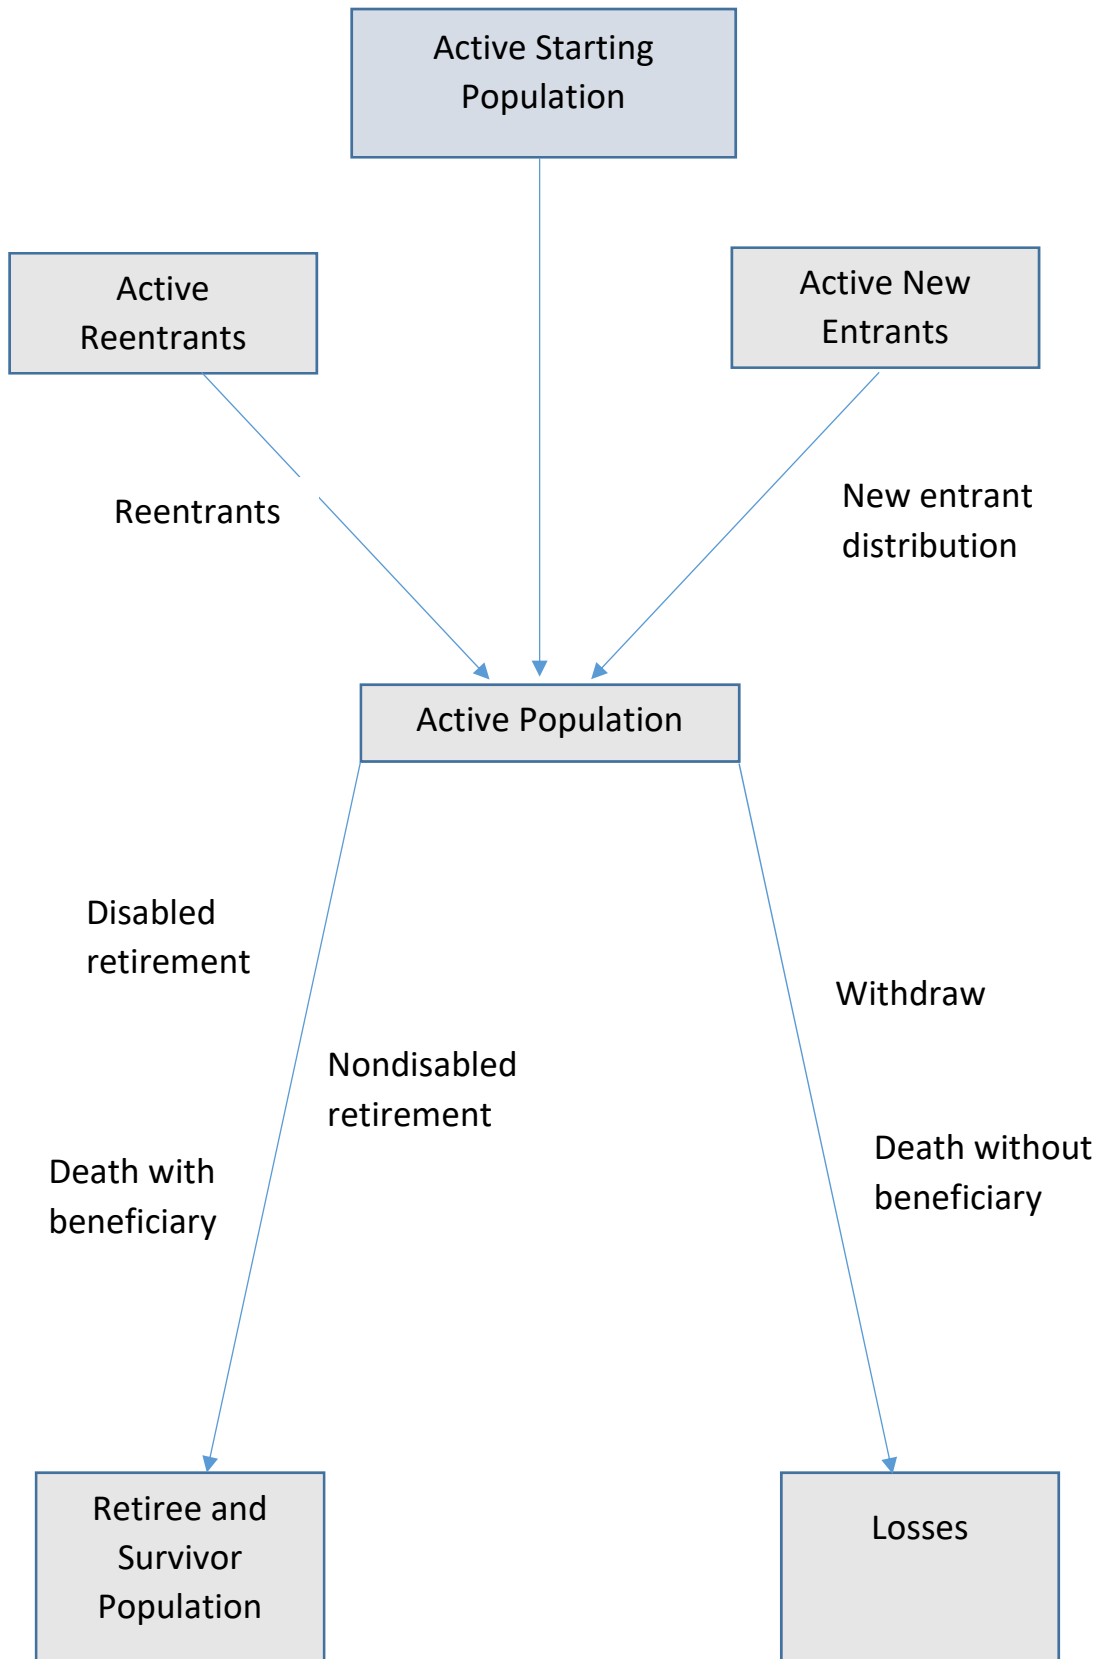 Active Starting
Population
Active
Reentrants
Active New
Entrants
Reentrants
New entrant
distribution
Active Population
Disabled
retirement
Withdraw
Nondisabled
retirement
Death with
beneficiary
Death without
beneficiary
Retiree and
Survivor
Population
Losses